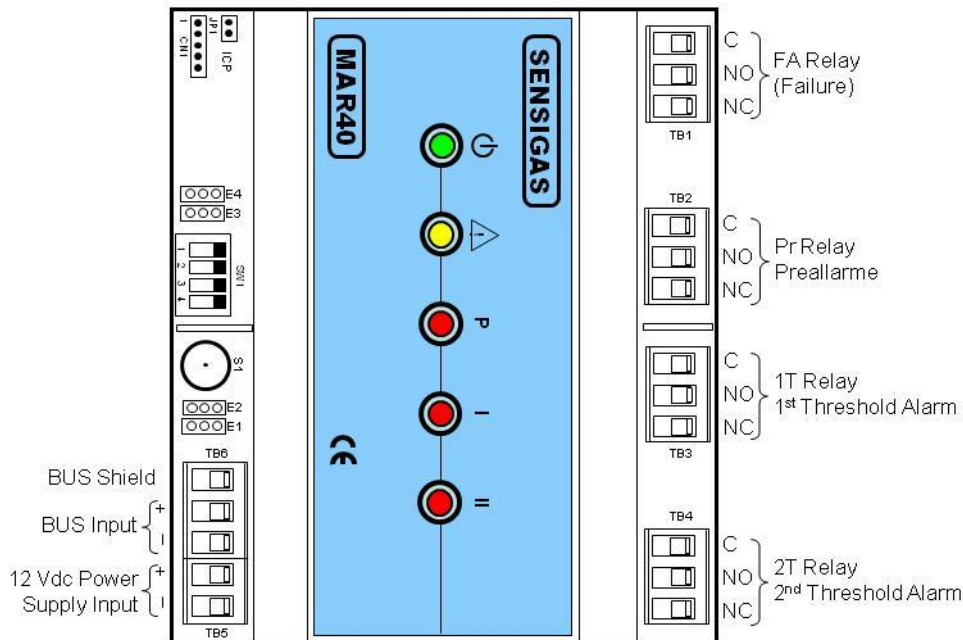 1
CN1
JP1
ICP
E4
E3
1
2
3
4
SW1
S1
E2
E1
TB6
BUS Shield
BUS Input
+
−
12 Vdc Power
Supply Input
+
−
TB5
MAR40
SENSIGAS
!
P
I
II
CE
C
NO
NC
FA Relay
(Failure)
TB1
TB2
C
NO
NC
Pr Relay
Preallarme
C
NO
NC
1T Relay
1st Threshold Alarm
TB3
TB4
C
NO
NC
2T Relay
2nd Threshold Alarm